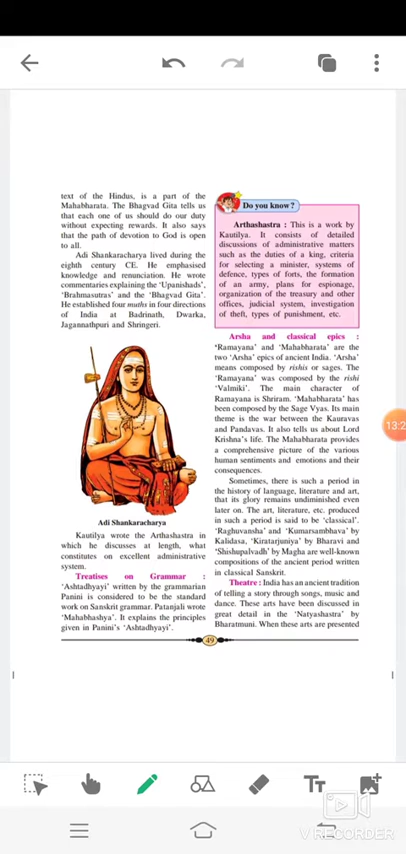 text of the Hindus, is a part of the
Mahabharata. The Bhagvad Gita tells us
that each one of us should do our duty
without expecting rewards. It also says
that the path of devotion to God is open
to all.
Adi Shankaracharya lived during the
eighth century CE. He emphasised
knowledge and renunciation. He wrote
commentaries explaining the 'Upanishads',
'Brahmasutras' and the 'Bhagvad Gita'.
He established four muths in four directions
of India at Badrinath, Dwarka,
Jagannathpuri and Shringeri.
Adi Shankaracharya
Kautilya wrote the Arthashastra in
which he discusses at length, what
constitutes on excellent administrative
system.
Treatises on Grammar :
'Ashtadhyayi' written by the grammarian
Panini is considered to be the standard
work on Sanskrit grammar. Patanjali wrote
'Mahabhashya'. It explains the principles
given in Panini's 'Ashtadhyayi'.
Do you know ?
Arthashastra : This is a work by
Kautilya. It consists of detailed
discussions of administrative matters
such as the duties of a king, criteria
for selecting a minister, systems of
defence, types of forts, the formation
of an army, plans for espionage,
organization of the treasury and other
offices, judicial system, investigation
of theft, types of punishment, etc.
Arsha and classical epics :
'Ramayana' and 'Mahabharata' are the
two 'Arsha' epics of ancient India. 'Arsha'
means composed by rishis or sages. The
'Ramayana' was composed by the rishi
'Valmiki'. The main character of
Ramayana is Shriram. 'Mahabharata' has
been composed by the Sage Vyas. Its main
theme is the war between the Kauravas
and Pandavas. It also tells us about Lord
Krishna's life. The Mahabharata provides
a comprehensive picture of the various
human sentiments and emotions and their
consequences.
Sometimes, there is such a period in
the history of language, literature and art,
that its glory remains undiminished even
later on. The art, literature, etc. produced
in such a period is said to be 'classical'.
'Raghuvansha' and 'Kumarsambhava' by
Kalidasa, 'Kiratarjuniya' by Bharavi and
'Shishupalvadh' by Magha are well-known
compositions of the ancient period written
in classical Sanskrit.
Theatre : India has an ancient tradition
of telling a story through songs, music and
dance. These arts have been discussed in
great detail in the 'Natyashastra' by
Bharatmuni. When these arts are presented
49
13:2
TT
V RECORDER